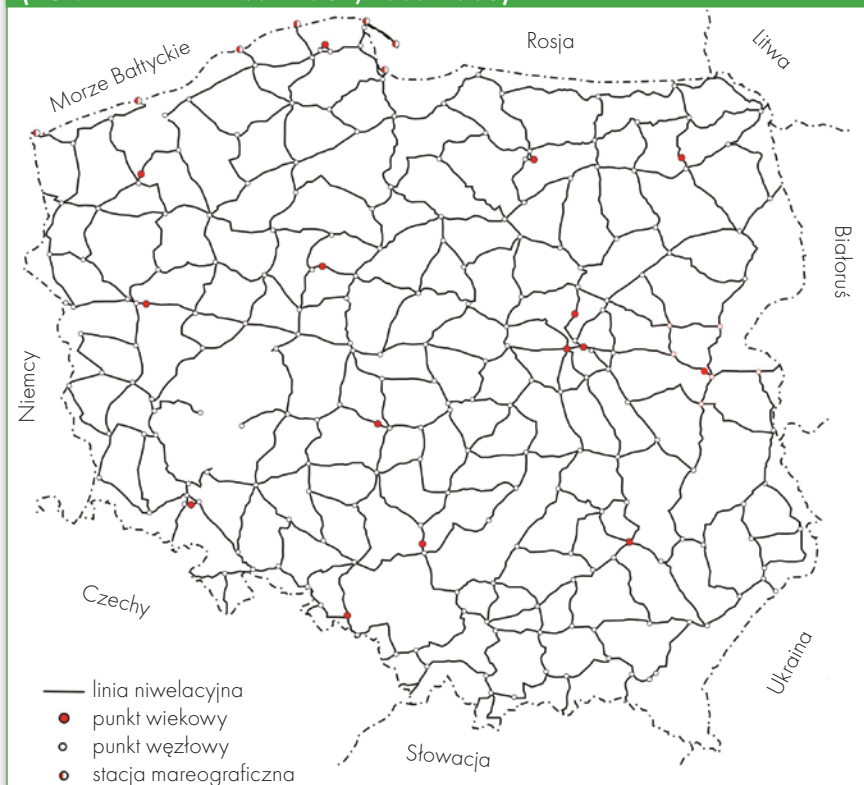 Morze Bałtyckie
Rosja
Litwa
Białoruś
Niemcy
Czechy
Ukraina
Słowacja
linia niwelacyjna
punkt wiekowy
punkt węzłowy
stacja mareograficzna